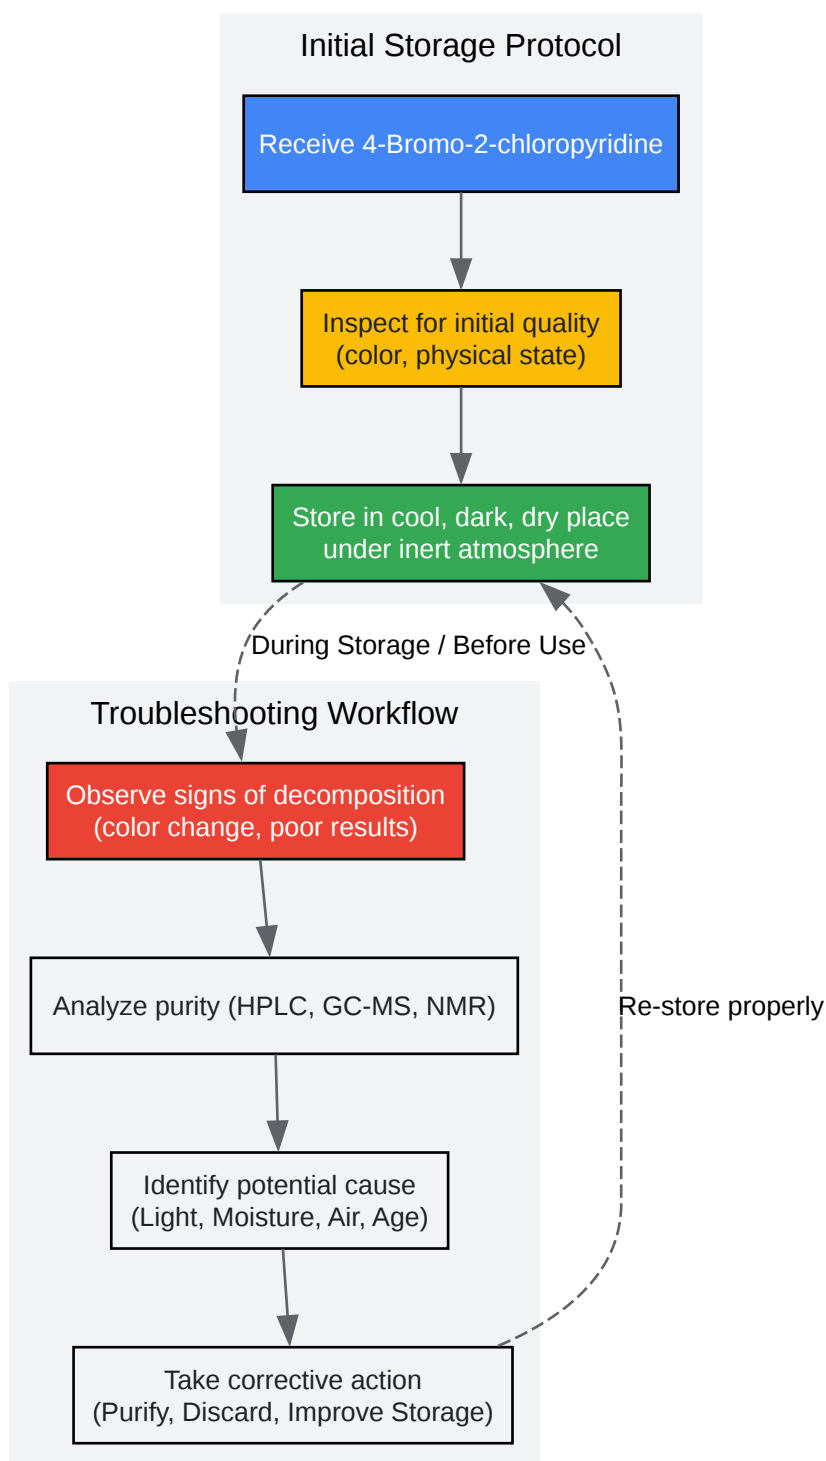 Initial Storage Protocol
Receive 4-Bromo-2-chloropyridine
Inspect for initial quality
(color, physical state)
Store in cool, dark, dry place
under inert atmosphere
During Storage / Before Use
Troubleshooting Workflow
Observe signs of decomposition
(color change, poor results)
Analyze purity (HPLC, GC-MS, NMR)
Re-store properly
Identify potential cause
(Light, Moisture, Air, Age)
Take corrective action
(Purify, Discard, Improve Storage)